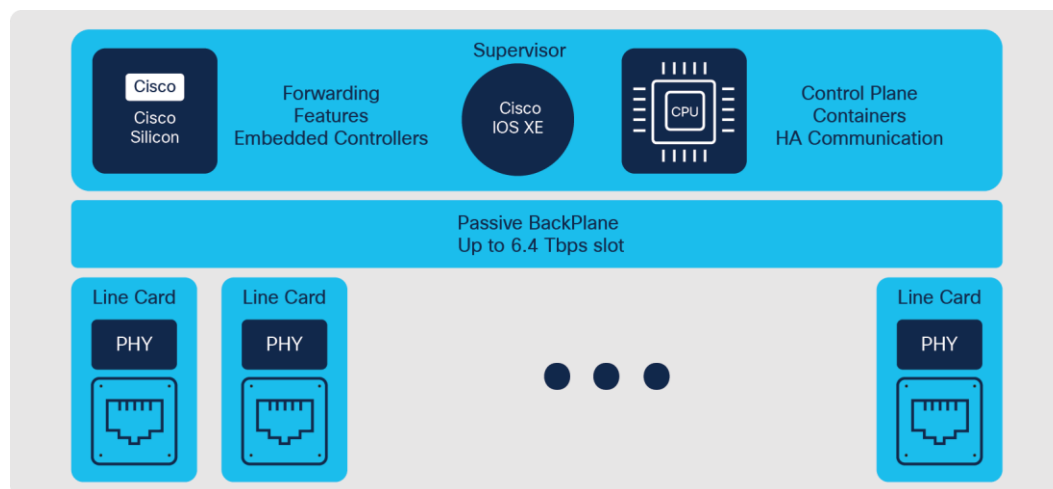 Supervisor
Cisco
Cisco
Silicon
Forwarding
Features
Embedded Controllers
Cisco
IOS XE
CPU
Control Plane
Containers
HA Communication
Passive BackPlane
Up to 6.4 Tbps slot
Line Card
PHY
Line Card
PHY
Line Card
PHY